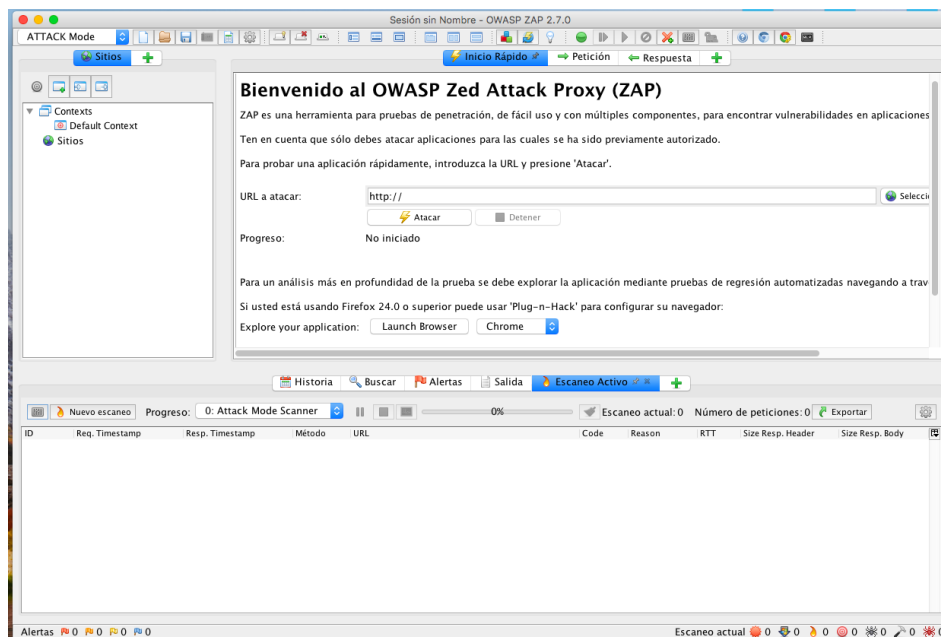 Sesión sin Nombre - OWASP ZAP 2.7.0
ATTACK Mode
Sitios
Inicio Rápido
Petición
Respuesta
Contexts
Default Context
Sitios
Bienvenido al OWASP Zed Attack Proxy (ZAP)
ZAP es una herramienta para pruebas de penetración, de fácil uso y con múltiples componentes, para encontrar vulnerabilidades en aplicaciones
Ten en cuenta que sólo debes atacar aplicaciones para las cuales se ha sido previamente autorizado.
Para probar una aplicación rápidamente, introduzca la URL y presione 'Atacar'.
URL a atacar: http:// Selecci
Atacar Detener
Progreso: No iniciado
Para un análisis más en profundidad de la prueba se debe explorar la aplicación mediante pruebas de regresión automatizadas navegando a trav
Si usted está usando Firefox 24.0 o superior puede usar 'Plug-n-Hack' para configurar su navegador:
Explore your application: Launch Browser Chrome
Historia Buscar Alertas Salida Escaneo Activo
Nuevo escaneo Progreso: 0: Attack Mode Scanner 0% Escaneo actual: 0 Número de peticiones: 0 Exportar
ID Req. Timestamp Resp. Timestamp Método URL Code Reason RTT Size Resp. Header Size Resp. Body
Alertas 0 0 0 0 Escaneo actual 0 0 0 0 0 0 0